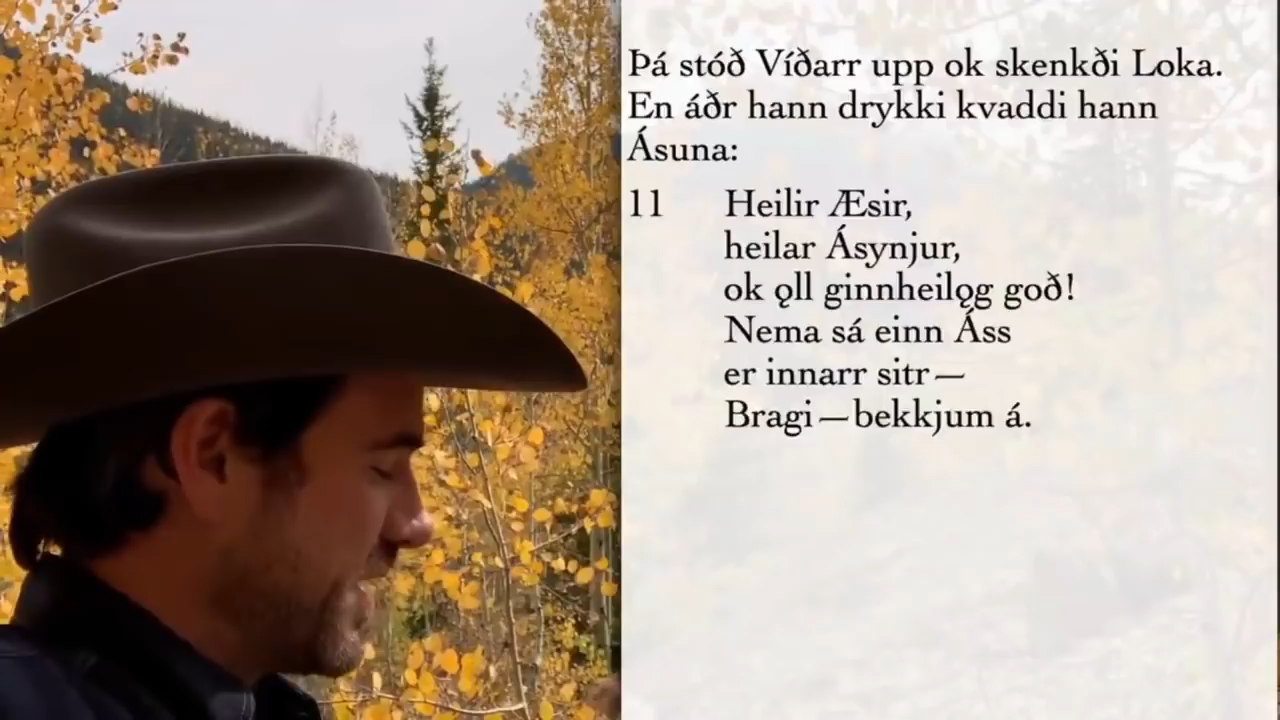 Þá stóð Víðarr upp ok skenkði Loka.
En áðr hann drykki kvaddi hann
Ásuna:
11 Heilir Æsir,
heilar Ásynjur,
ok ǫll ginnheilǫg goð!
Nema sá einn Áss
er innarr sitr—
Bragi—bekkjum á.